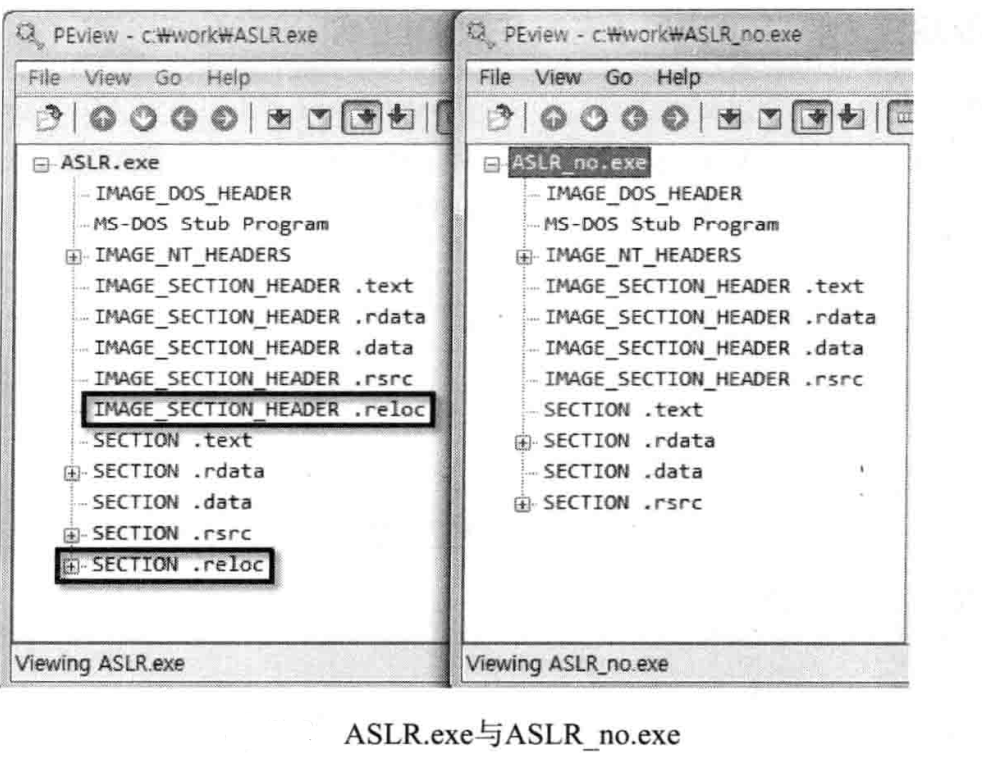 PEview - c:₩work₩ASLR.exe
File View Go Help
ASLR.exe
IMAGE_DOS_HEADER
MS-DOS Stub Program
IMAGE_NT_HEADERS
IMAGE_SECTION_HEADER .text
IMAGE_SECTION_HEADER .rdata
IMAGE_SECTION_HEADER .data
IMAGE_SECTION_HEADER .rsrc
IMAGE_SECTION_HEADER .reloc
SECTION .text
SECTION .rdata
SECTION .data
SECTION .rsrc
SECTION .reloc
Viewing ASLR.exe
PEview - c:₩work₩ASLR_no.exe
File View Go Help
ASLR_no.exe
IMAGE_DOS_HEADER
MS-DOS Stub Program
IMAGE_NT_HEADERS
IMAGE_SECTION_HEADER .text
IMAGE_SECTION_HEADER .rdata
IMAGE_SECTION_HEADER .data
IMAGE_SECTION_HEADER .rsrc
SECTION .text
SECTION .rdata
SECTION .data
SECTION .rsrc
Viewing ASLR_no.exe
ASLR.exe与ASLR_no.exe